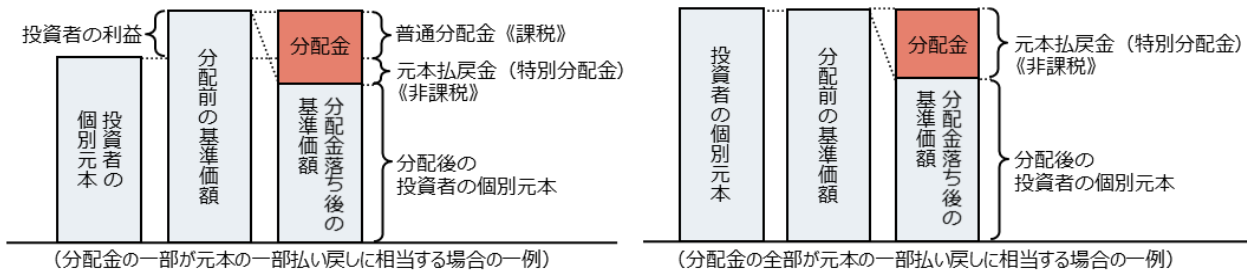 投資者の利益
投資者の
個別元本
分配前の基準価額
分配金
分配金落ち後の
基準価額
普通分配金《課税》
元本払戻金（特別分配金）
《非課税》
分配後の
投資者の個別元本
（分配金の一部が元本の一部払い戻しに相当する場合の一例）
投資者の個別元本
分配前の基準価額
分配金
分配金落ち後の
基準価額
元本払戻金（特別分配金）
《非課税》
分配後の
投資者の個別元本
（分配金の全部が元本の一部払い戻しに相当する場合の一例）